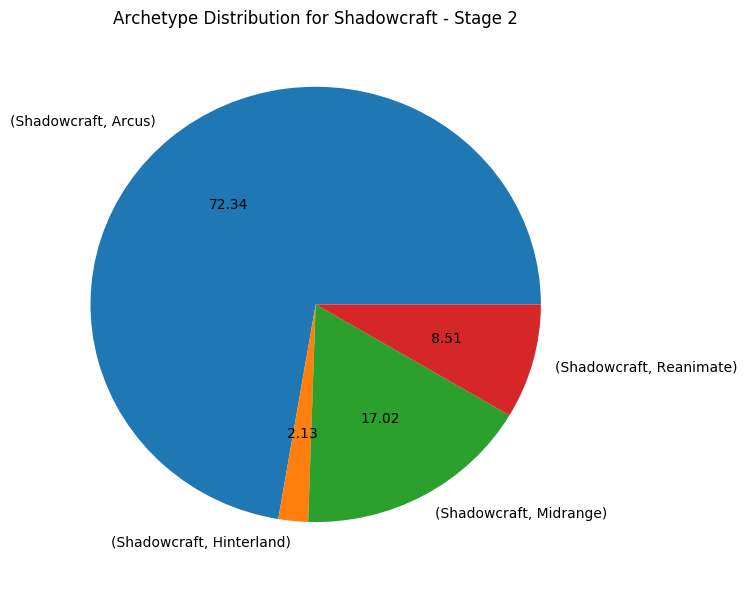 Archetype Distribution for Shadowcraft - Stage 2
(Shadowcraft, Arcus)
72.34
8.51
(Shadowcraft, Reanimate)
17.02
2.13
(Shadowcraft, Midrange)
(Shadowcraft, Hinterland)